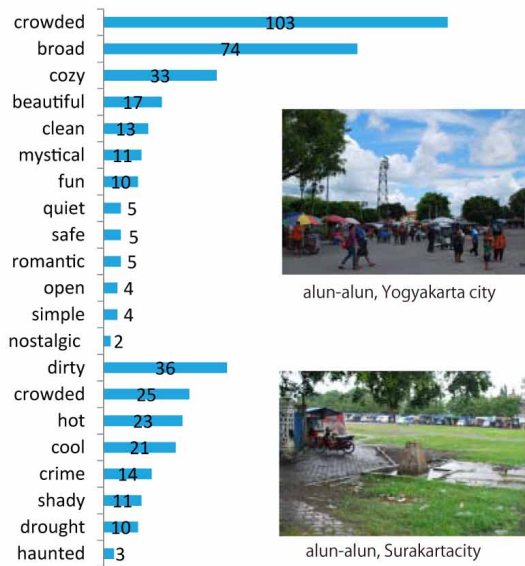 crowded 103
broad 74
cozy 33
beautiful 17
clean 13
mystical 11
fun 10
quiet 5
safe 5
romantic 5
open 4
simple 4
nostalgic 2
dirty 36
crowded 25
hot 23
cool 21
crime 14
shady 11
drought 10
haunted 3
alun-alun, Yogyakarta city
alun-alun, Surakartacity